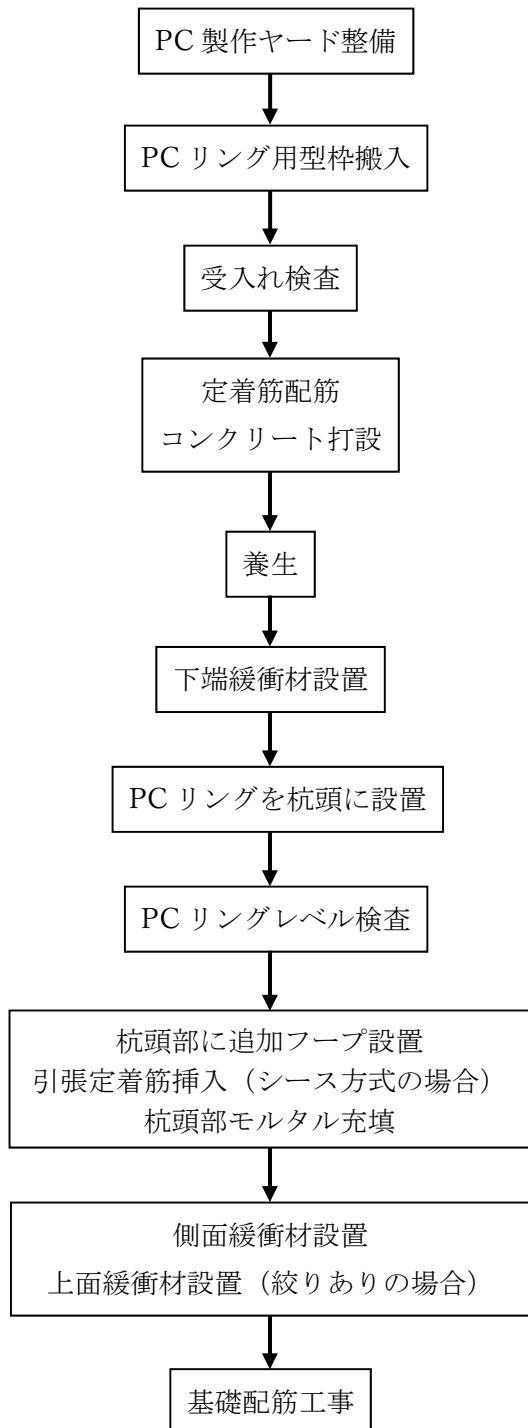 PC 製作ヤード整備
PC リング用型枠搬入
受入れ検査
定着筋配筋
コンクリート打設
養生
下端緩衝材設置
PC リングを杭頭に設置
PC リングレベル検査
杭頭部に追加フープ設置
引張定着筋挿入（シース方式の場合）
杭頭部モルタル充填
側面緩衝材設置
上面緩衝材設置（絞りありの場合）
基礎配筋工事